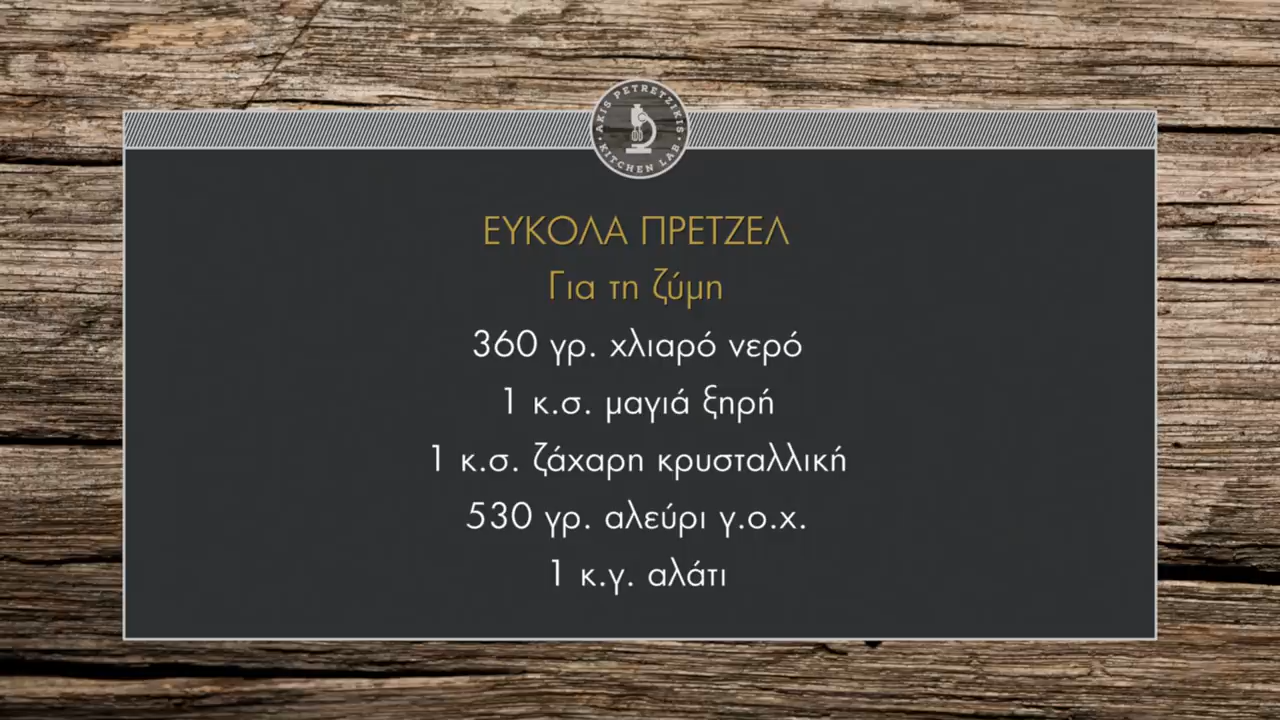 AKIS PETRETZIKIS
KITCHEN LAB
ΕΥΚΟΛΑ ΠΡΕΤΖΕΛ
Για τη ζύμη
360 γρ. χλιαρό νερό
1 κ.σ. μαγιά ξηρή
1 κ.σ. ζάχαρη κρυσταλλική
530 γρ. αλεύρι γ.ο.χ.
1 κ.γ. αλάτι